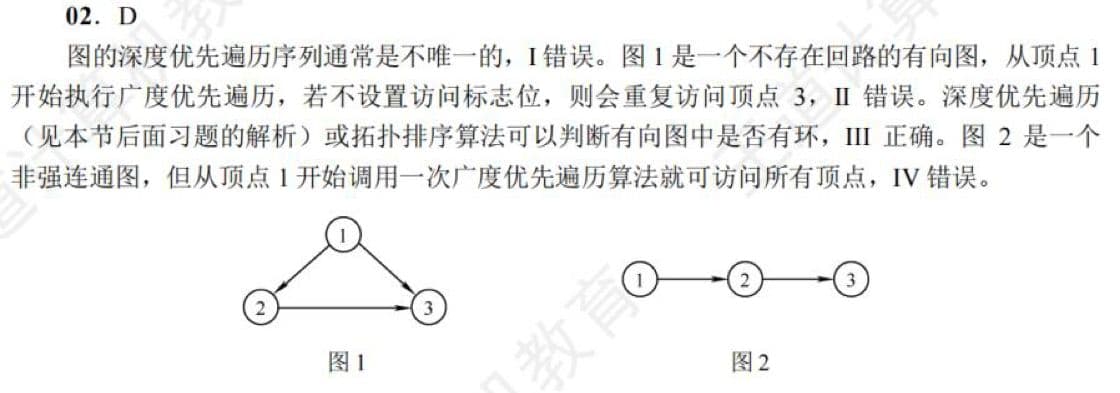 02. D
图的深度优先遍历序列通常是不唯一的，I 错误。图 1 是一个不存在回路的有向图，从顶点 1
开始执行广度优先遍历，若不设置访问标志位，则会重复访问顶点 3，II 错误。深度优先遍历
（见本节后面习题的解析）或拓扑排序算法可以判断有向图中是否有环，III 正确。图 2 是一个
非强连通图，但从顶点 1 开始调用一次广度优先遍历算法就可访问所有顶点，IV 错误。
1
2
3
图 1
1
2
3
图 2